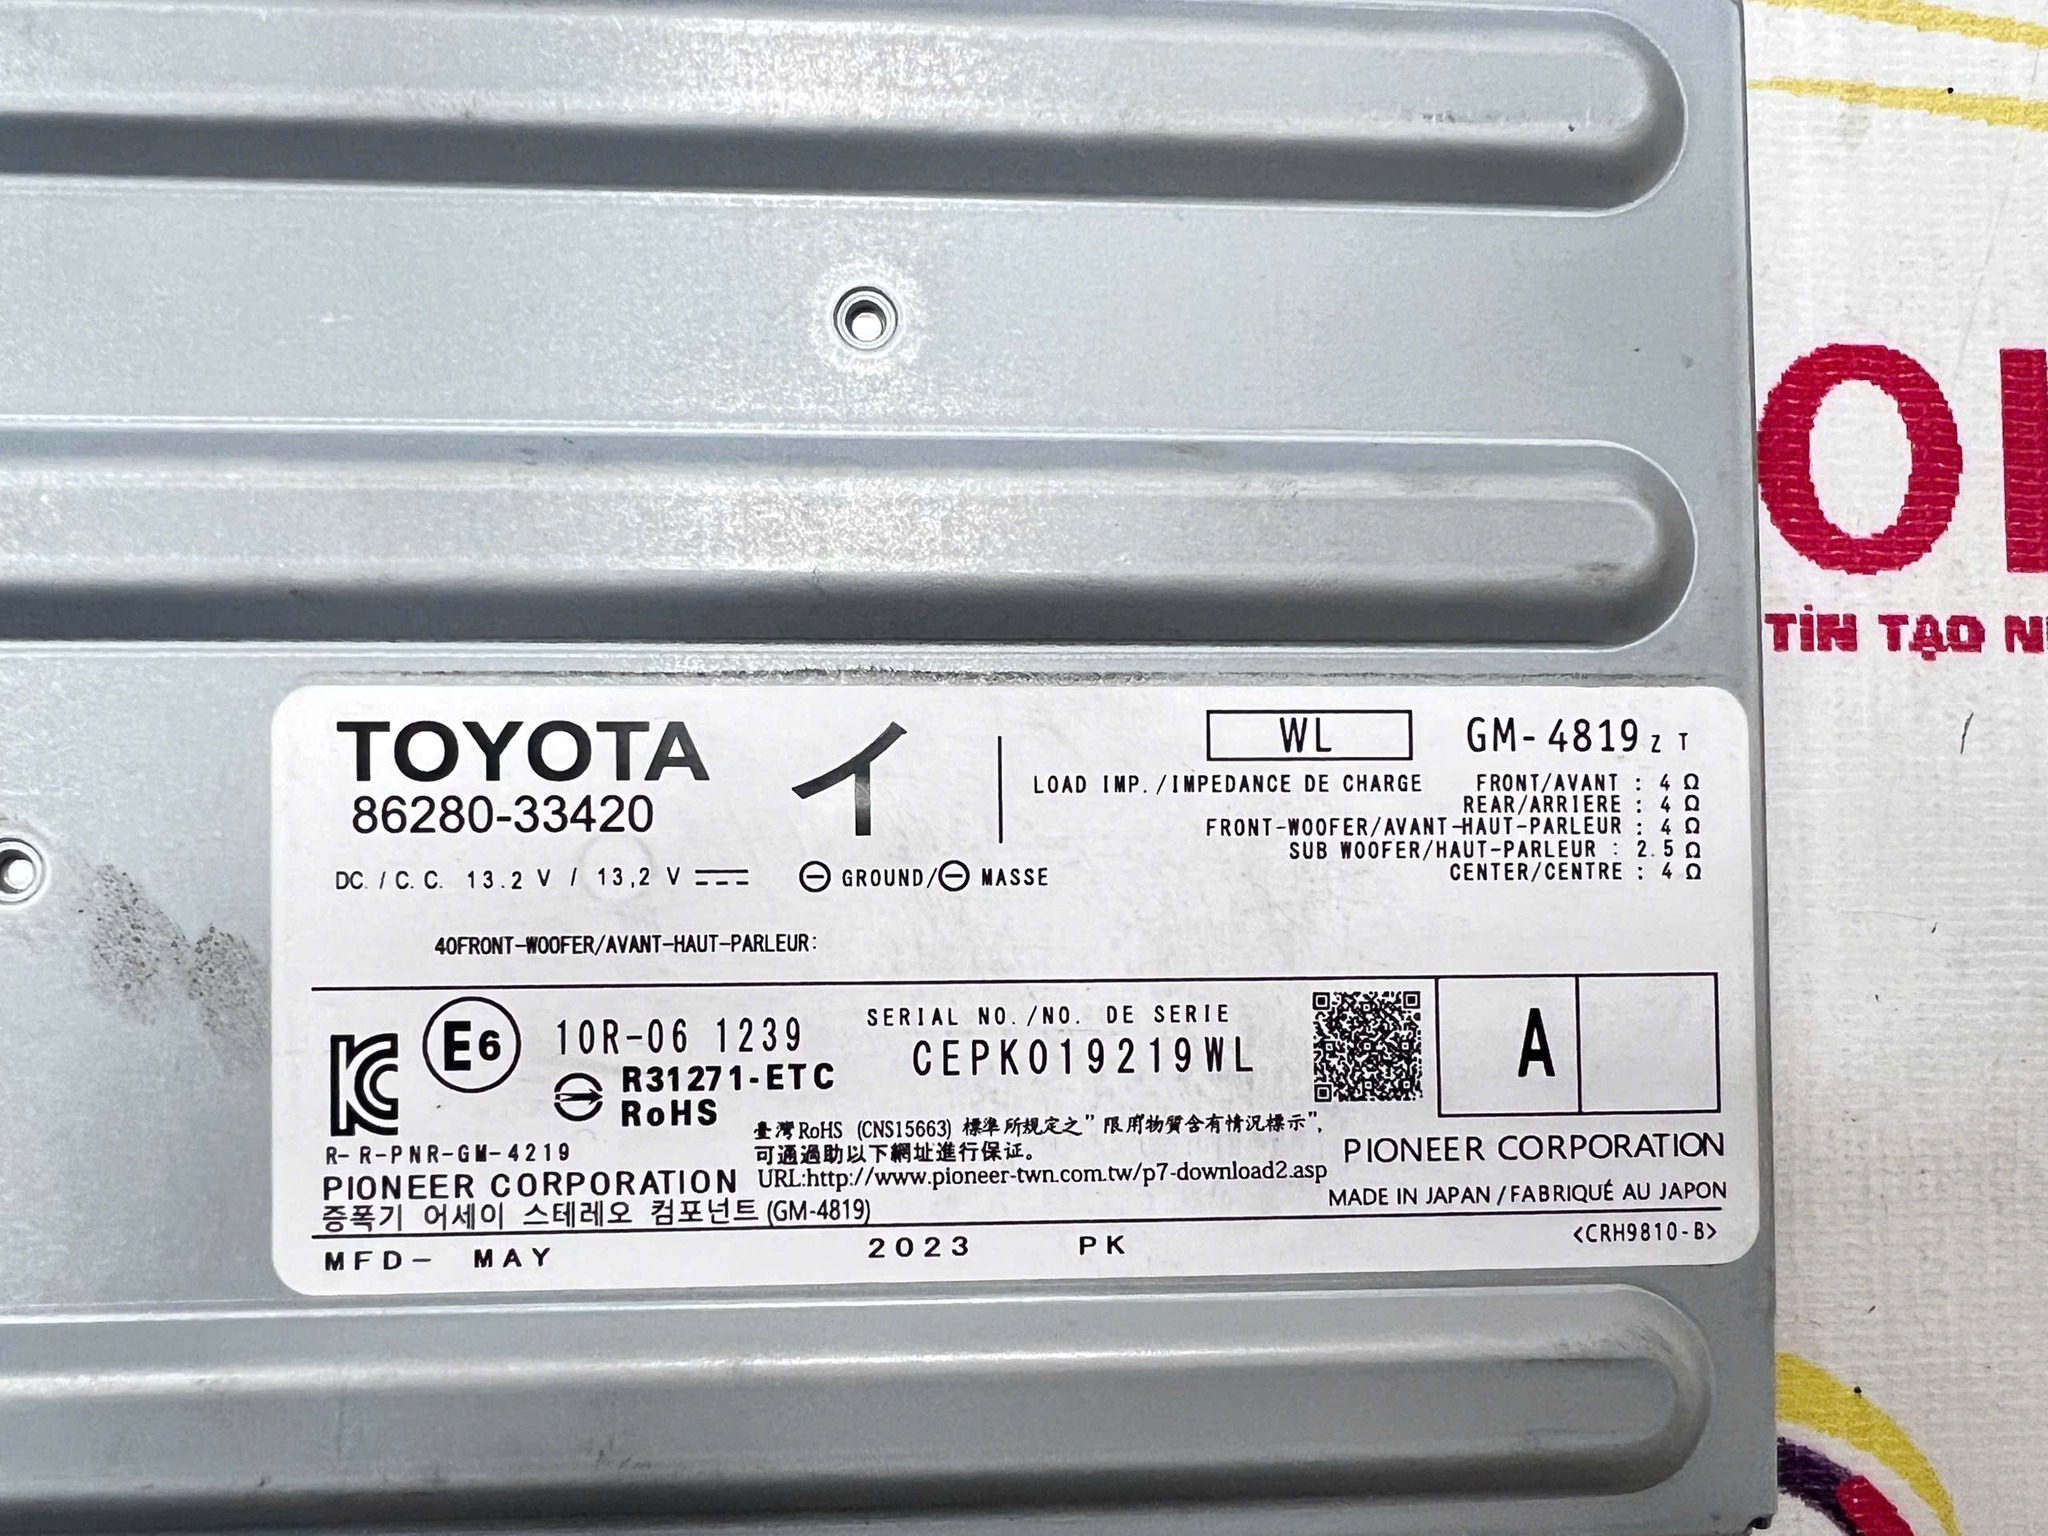 TOYOTA
86280-33420
イ
WL
GM-4819 Z T
LOAD IMP./IMPEDANCE DE CHARGE FRONT/AVANT : 4 Ω
REAR/ARRIERE : 4 Ω
FRONT-WOOFER/AVANT-HAUT-PARLEUR : 4 Ω
SUB WOOFER/HAUT-PARLEUR : 2.5 Ω
CENTER/CENTRE : 4 Ω
DC. / C.C. 13.2 V / 13,2 V
⊖ GROUND/⊖ MASSE
40FRONT-WOOFER/AVANT-HAUT-PARLEUR:
E6
10R-06 1239
R31271-ETC
RoHS
SERIAL NO./NO. DE SERIE
CEPK019219WL
A
R-R-PNR-GM-4219
PIONEER CORPORATION
증폭기 어세이 스테레오 컴포넌트 (GM-4819)
臺灣RoHS (CNS15663) 標準所規定之"限用物質含有情況標示",
可通過助以下網址進行保证.
URL:http://www.pioneer-twn.com.tw/p7-download2.asp
PIONEER CORPORATION
MADE IN JAPAN / FABRIQUÉ AU JAPON
MFD- MAY 2023 PK
<CRH9810-B>
TÍN TẠO N